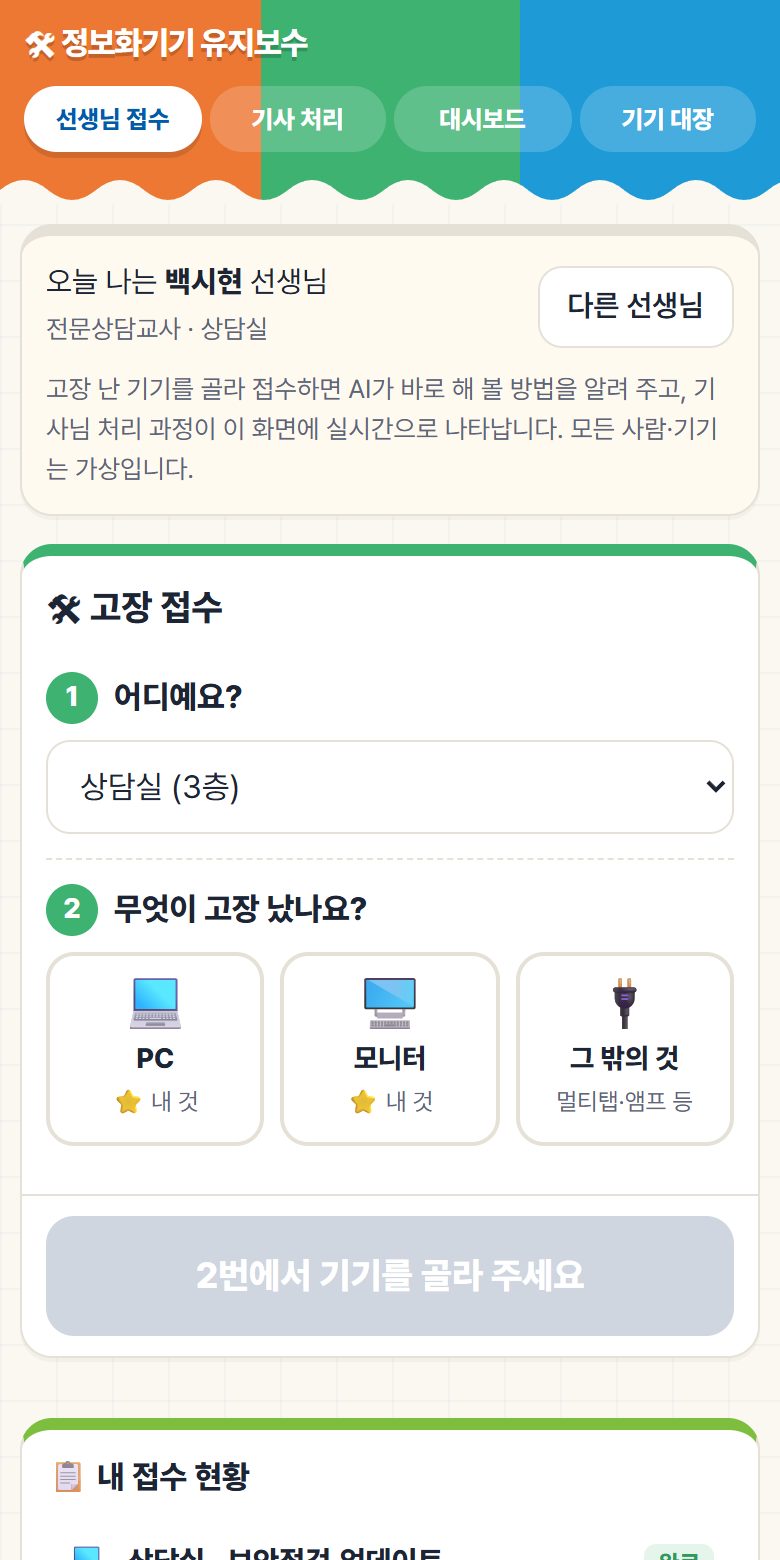 정보화기기 유지보수
선생님 접수
기사 처리
대시보드
기기 대장
오늘 나는 백시현 선생님
다른 선생님
전문상담교사 · 상담실
고장 난 기기를 골라 접수하면 AI가 바로 해 볼 방법을 알려 주고, 기
사님 처리 과정이 이 화면에 실시간으로 나타납니다. 모든 사람·기기
는 가상입니다.
고장 접수
1 어디예요?
상담실 (3층)
2 무엇이 고장 났나요?
PC
내 것
모니터
내 것
그 밖의 것
멀티탭·앰프 등
2번에서 기기를 골라 주세요
내 접수 현황